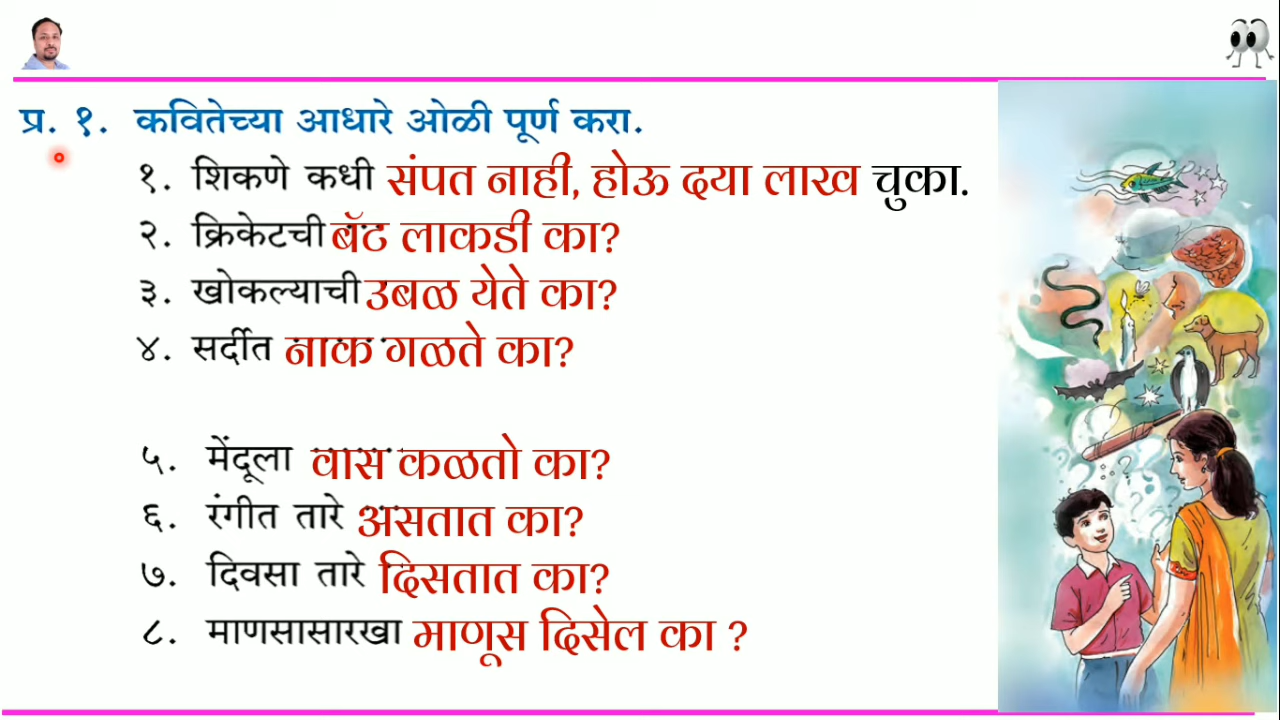 प्र. १. कवितेच्या आधारे ओळी पूर्ण करा.
१. शिकणे कधी संपत नाही, होऊ दया लाख चुका.
२. क्रिकेटची बॅट लाकडी का?
३. खोकल्याची उबळ येते का?
४. सर्दीत नाक गळते का?
५. मेंदूला वास कळतो का?
६. रंगीत तारे असतात का?
७. दिवसा तारे दिसतात का?
८. माणसासारखा माणूस दिसेल का ?